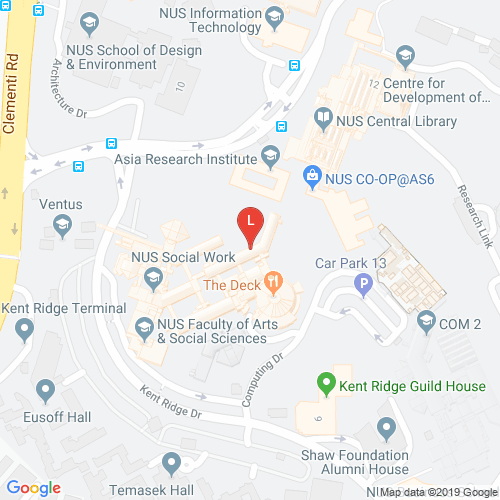 NUS Information
Technology
NUS School of Design
& Environment
10
Clementi Rd
Architecture Dr
12
Centre for
Development of...
NUS Central Library
Asia Research Institute
NUS CO-OP@AS6
Research Link
Ventus
L
NUS Social Work
Car Park 13
P
The Deck
Kent Ridge Terminal
NUS Faculty of Arts
& Social Sciences
COM 2
Computing Dr
Kent Ridge Guild House
Kent Ridge Dr
Eusoff Hall
6
Shaw Foundation
Alumni House
Temasek Hall
Map data ©2019 Google